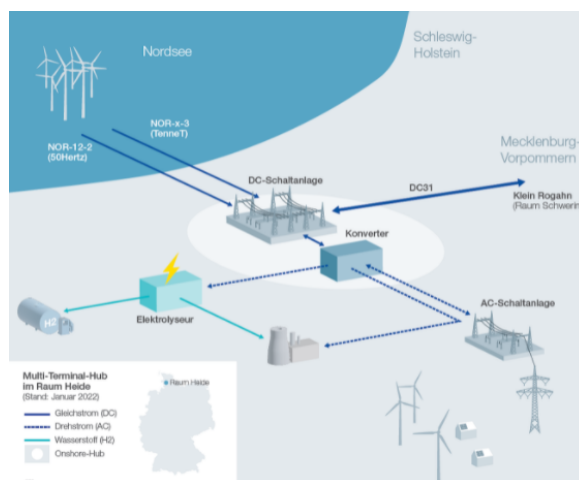 Nordsee
Schleswig-
Holstein
NOR-x-3
(TenneT)
NOR-12-2
(50Hertz)
Mecklenburg-
Vorpommern
DC-Schaltanlage
DC31
Klein Rogahn
(Raum Schwerin
Konverter
AC-Schaltanlage
H2
Elektrolyseur
Multi-Terminal-Hub
im Raum Heide
(Stand: Januar 2022)
Raum Heide
Gleichstrom (DC)
Drehstrom (AC)
Wasserstoff (H2)
Onshore-Hub